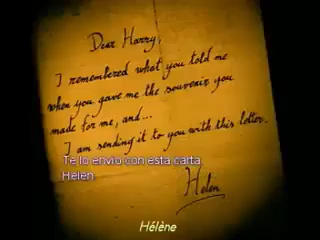 Dear Harry,
I remembered what you told me
when you gave me the souvenir you
made for me, and...
I am sending it to you with this letter.
Te lo envío con esta carta.
Helen.
Helen
Hélène